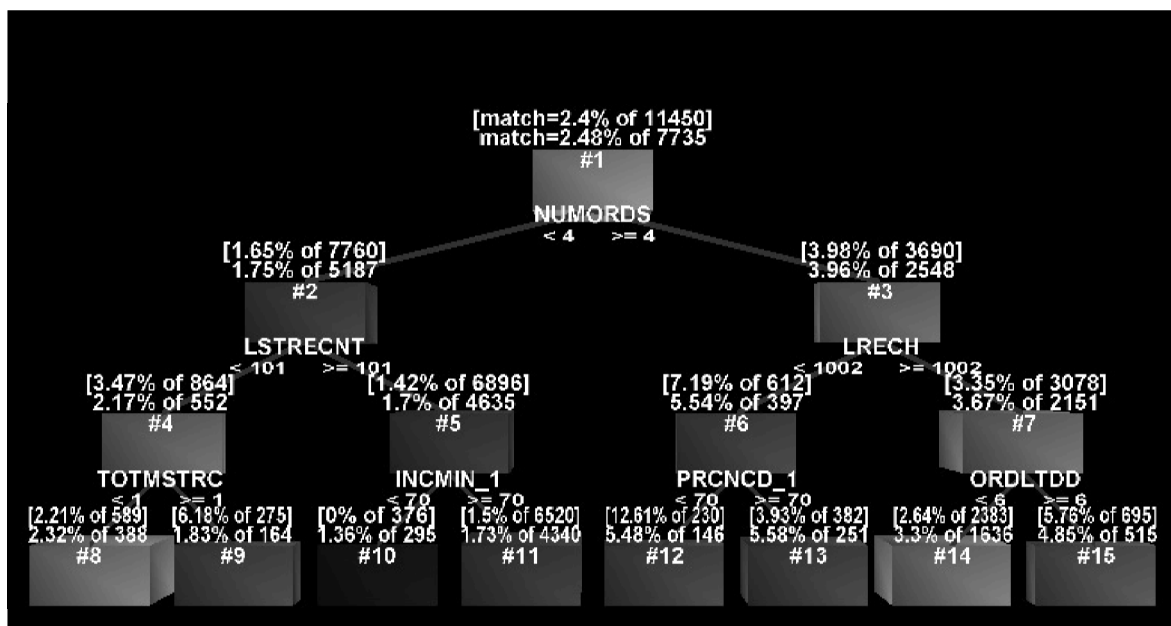 [match=2.4% of 11450]
match=2.48% of 7735
#1
NUMORDS
< 4 >= 4
[1.65% of 7760]
1.75% of 5187
#2
LSTRECNT
< 101 >= 101
[3.98% of 3690]
3.96% of 2548
#3
LRECH
< 1002 >= 1002
[3.47% of 864]
2.17% of 552
#4
TOTMSTRC
< 1 >= 1
[1.42% of 6896]
1.7% of 4635
#5
INCMIN_1
< 70 >= 70
[7.19% of 612]
5.54% of 397
#6
PRCNCD_1
< 70 >= 70
[3.35% of 3078]
3.67% of 2151
#7
ORDLTDD
< 6 >= 6
[2.21% of 589]
2.32% of 388
#8
[6.18% of 275]
1.83% of 164
#9
[0% of 376]
1.36% of 295
#10
[1.5% of 6520]
1.73% of 4340
#11
[12.61% of 230]
5.48% of 146
#12
[3.93% of 382]
5.58% of 251
#13
[2.64% of 2383]
3.3% of 1636
#14
[5.76% of 695]
4.85% of 515
#15